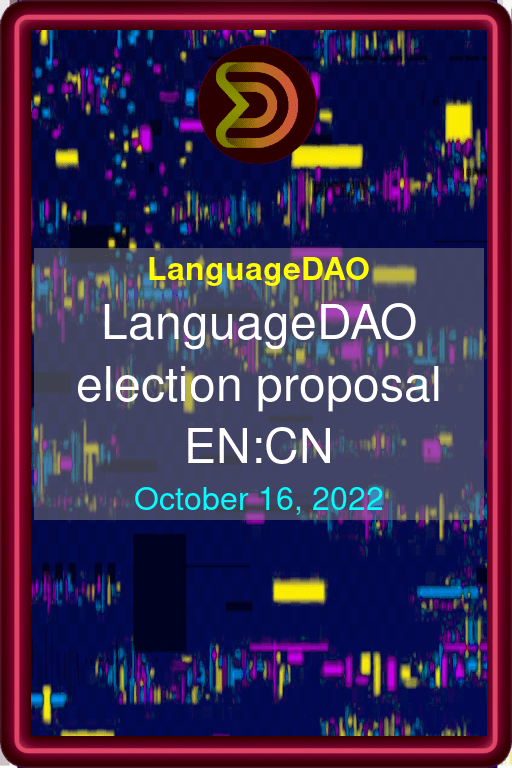 LanguageDAO
LanguageDAO
election proposal
EN:CN
October 16, 2022